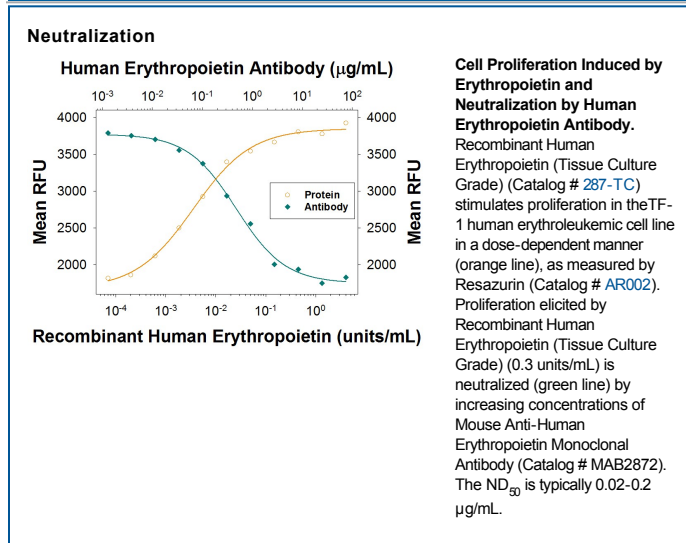 Neutralization
Human Erythropoietin Antibody (μg/mL)
10⁻³ 10⁻² 10⁻¹ 10⁰ 10¹ 10²
4000 4000
3500 3500
3000 3000
2500 2500
2000 2000
Mean RFU
Mean RFU
Protein
Antibody
10⁻⁴ 10⁻³ 10⁻² 10⁻¹ 10⁰
Recombinant Human Erythropoietin (units/mL)
Cell Proliferation Induced by
Erythropoietin and
Neutralization by Human
Erythropoietin Antibody.
Recombinant Human
Erythropoietin (Tissue Culture
Grade) (Catalog # 287-TC)
stimulates proliferation in theTF-
1 human erythroleukemic cell line
in a dose-dependent manner
(orange line), as measured by
Resazurin (Catalog # AR002).
Proliferation elicited by
Recombinant Human
Erythropoietin (Tissue Culture
Grade) (0.3 units/mL) is
neutralized (green line) by
increasing concentrations of
Mouse Anti-Human
Erythropoietin Monoclonal
Antibody (Catalog # MAB2872).
The ND₅₀ is typically 0.02-0.2
μg/mL.